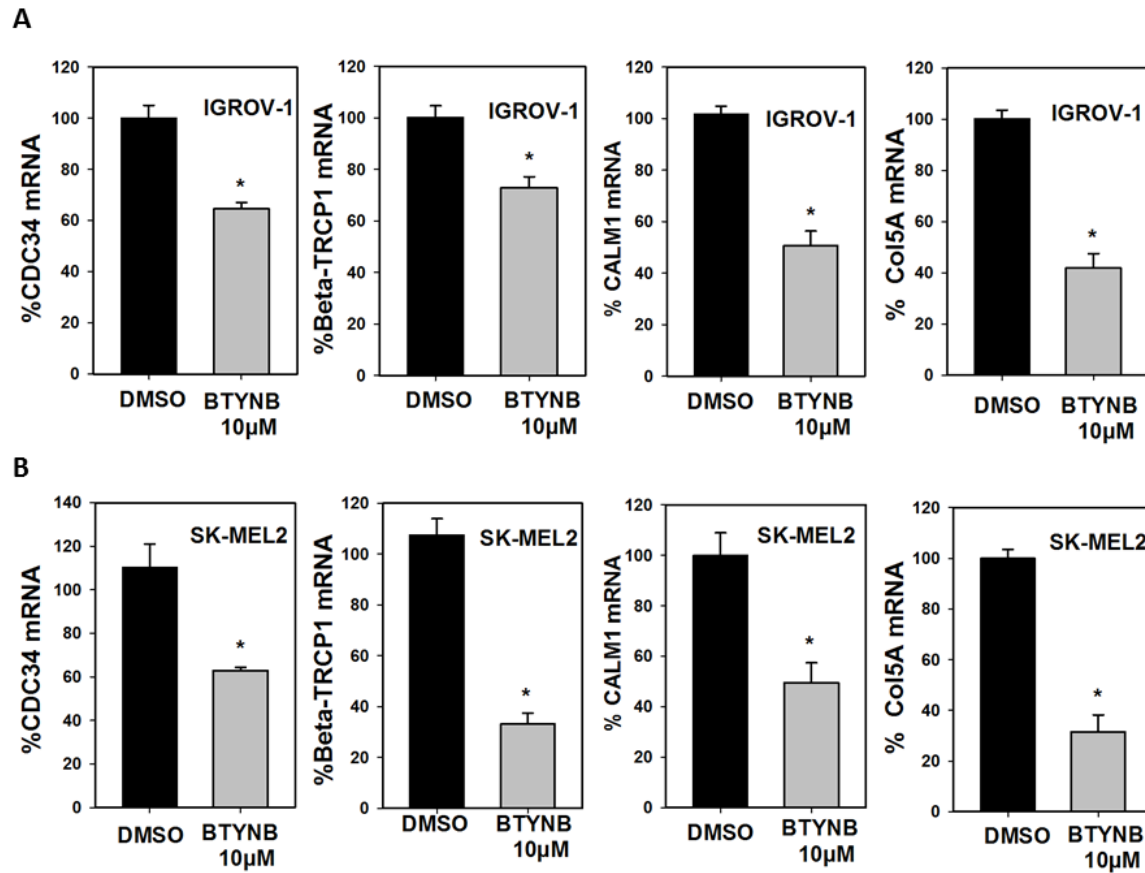 A
%CDC34 mRNA
120
100
80
60
40
20
0
IGROV-1
*
DMSO
BTYNB
10µM
%Beta-TRCP1 mRNA
120
100
80
60
40
20
0
IGROV-1
*
DMSO
BTYNB
10µM
% CALM1 mRNA
120
100
80
60
40
20
0
IGROV-1
*
DMSO
BTYNB
10µM
% Col5A mRNA
120
100
80
60
40
20
0
IGROV-1
*
DMSO
BTYNB
10µM
B
%CDC34 mRNA
140
120
100
80
60
40
20
0
SK-MEL2
*
DMSO
BTYNB
10µM
%Beta-TRCP1 mRNA
120
100
80
60
40
20
0
SK-MEL2
*
DMSO
BTYNB
10µM
% CALM1 mRNA
120
100
80
60
40
20
0
SK-MEL2
*
DMSO
BTYNB
10µM
% Col5A mRNA
120
100
80
60
40
20
0
SK-MEL2
*
DMSO
BTYNB
10µM